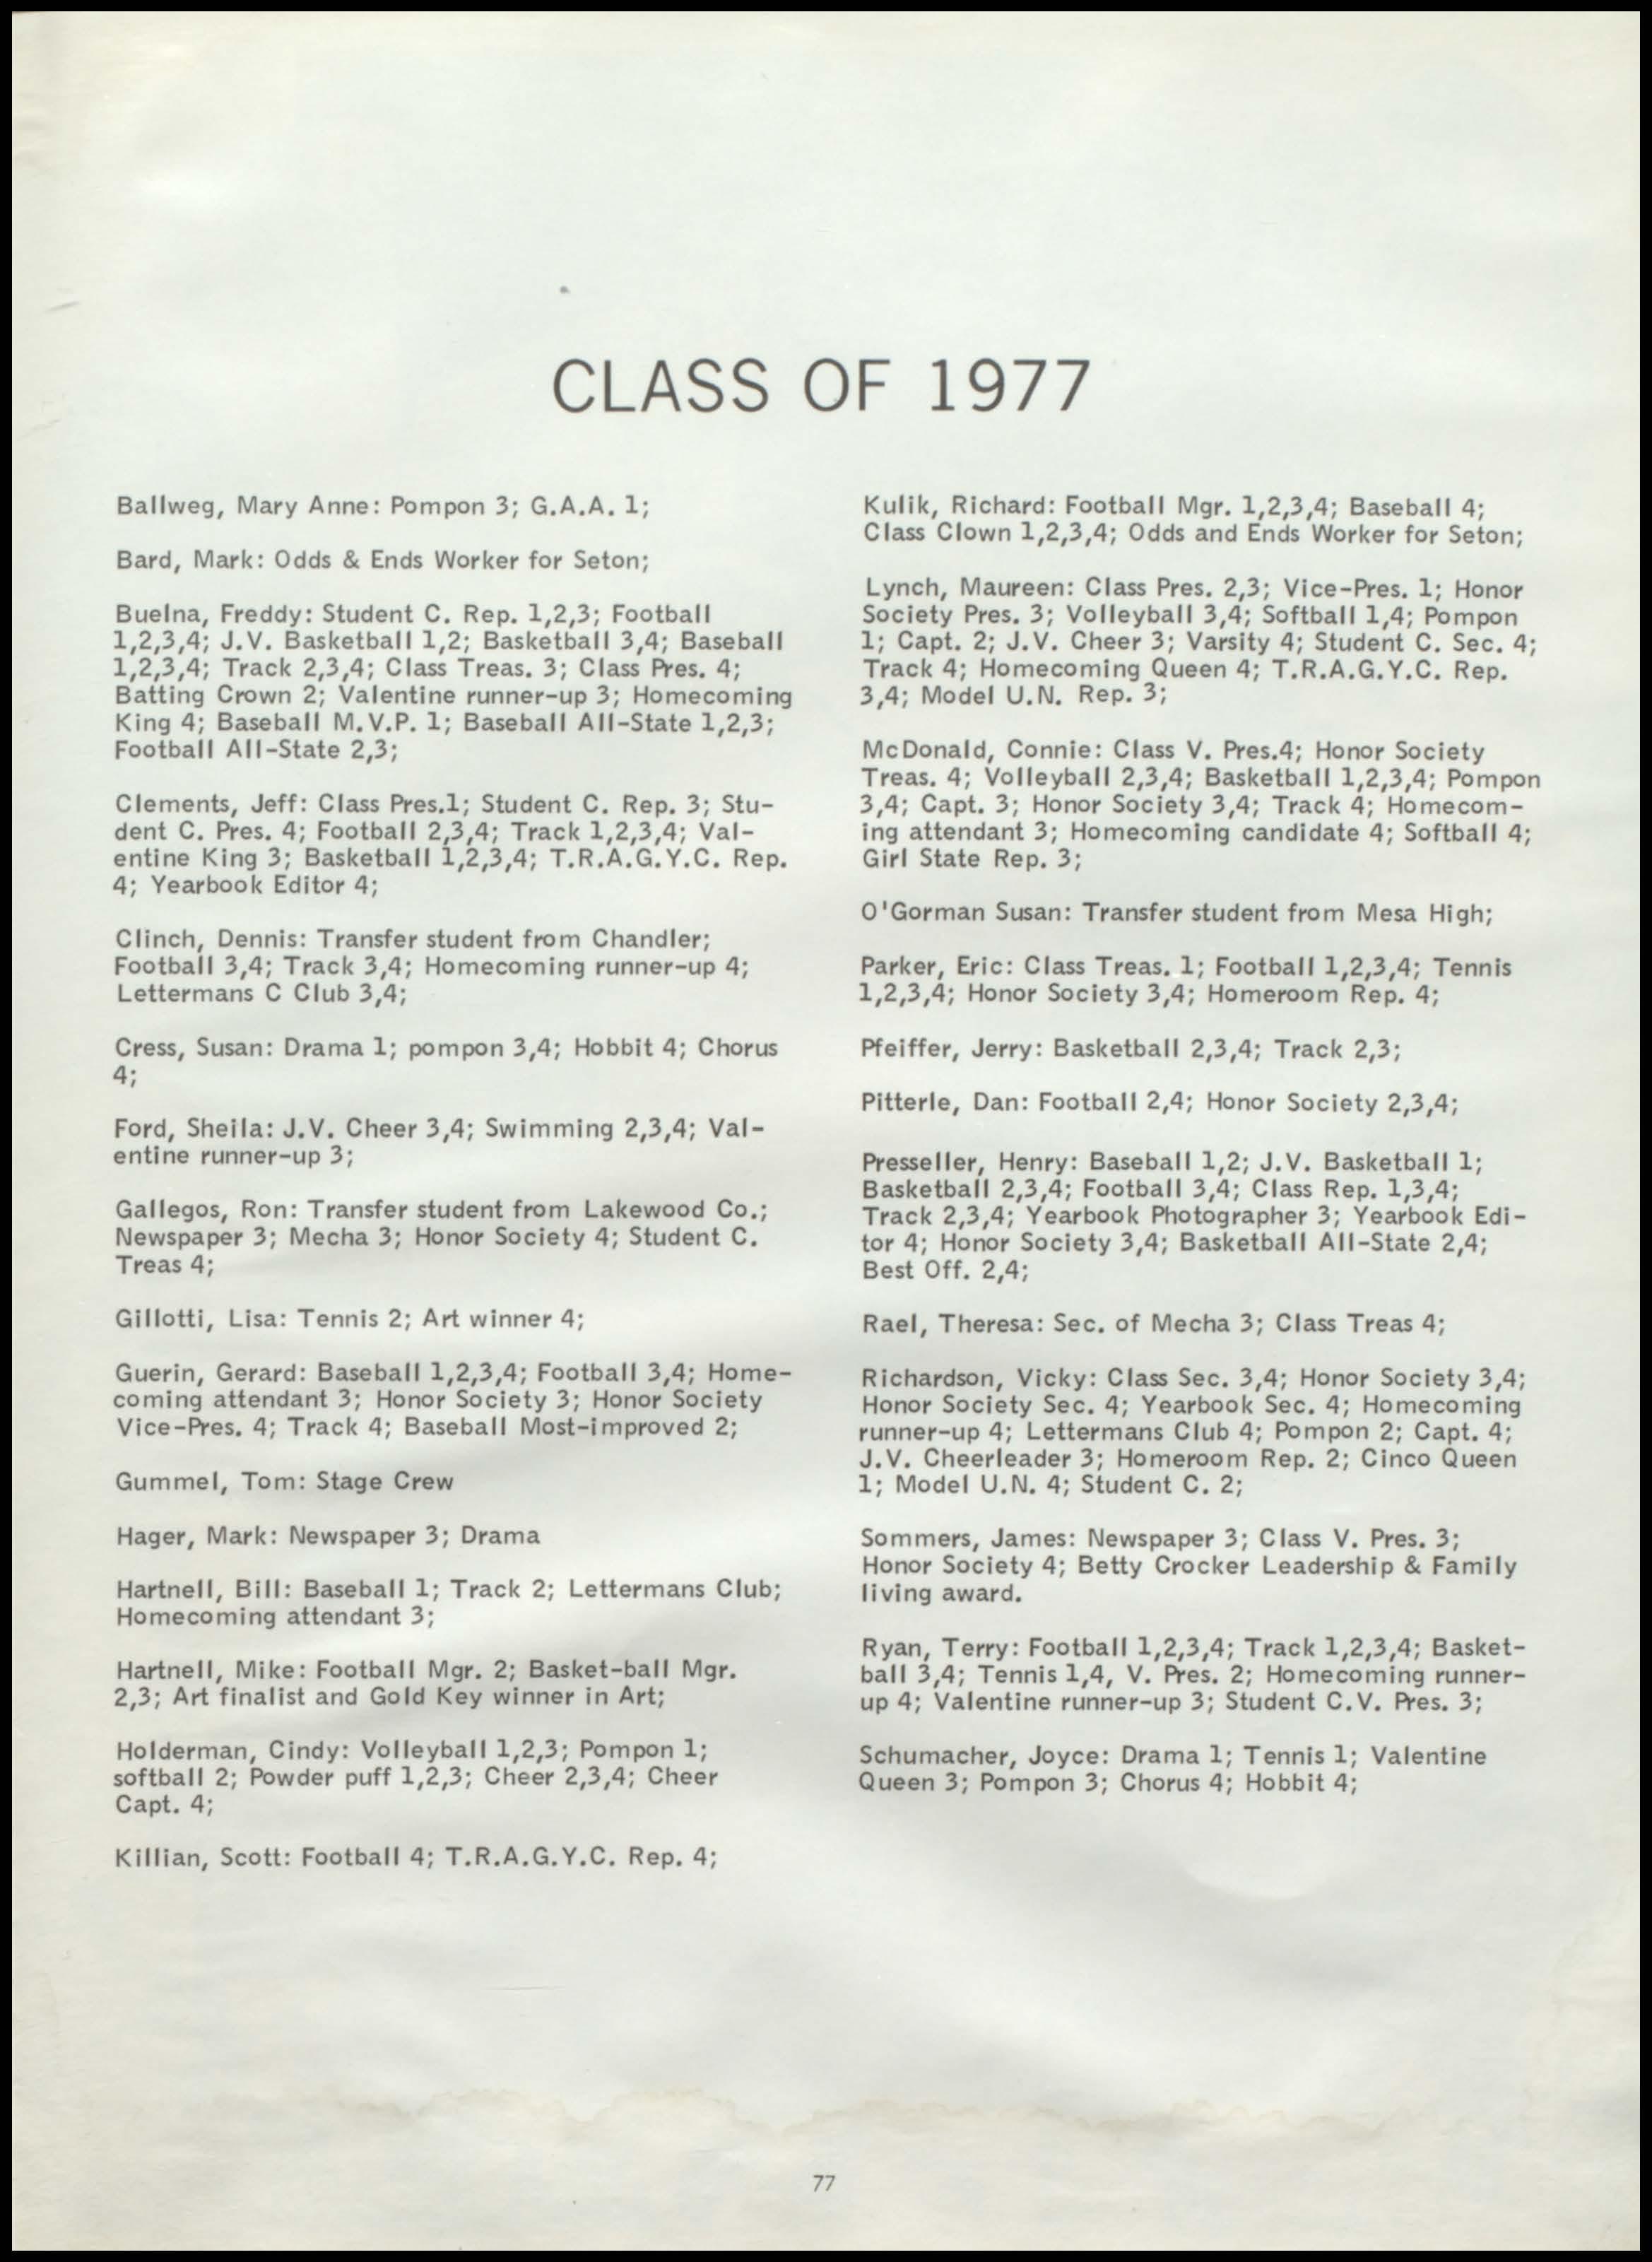 CLASS OF 1977
Ballweg, Mary Anne: Pompon 3; G.A.A. 1;
Bard, Mark: Odds & Ends Worker for Seton;
Buelna, Freddy: Student C. Rep. 1,2,3; Football
1,2,3,4; J.V. Basketball 1,2; Basketball 3,4; Baseball
1,2,3,4; Track 2,3,4; Class Treas. 3; Class Pres. 4;
Batting Crown 2; Valentine runner-up 3; Homecoming
King 4; Baseball M.V.P. 1; Baseball All-State 1,2,3;
Football All-State 2,3;
Clements, Jeff: Class Pres.1; Student C. Rep. 3; Stu-
dent C. Pres. 4; Football 2,3,4; Track 1,2,3,4; Val-
entine King 3; Basketball 1,2,3,4; T.R.A.G.Y.C. Rep.
4; Yearbook Editor 4;
Clinch, Dennis: Transfer student from Chandler;
Football 3,4; Track 3,4; Homecoming runner-up 4;
Lettermans C Club 3,4;
Cress, Susan: Drama 1; pompon 3,4; Hobbit 4; Chorus
4;
Ford, Sheila: J.V. Cheer 3,4; Swimming 2,3,4; Val-
entine runner-up 3;
Gallegos, Ron: Transfer student from Lakewood Co.;
Newspaper 3; Mecha 3; Honor Society 4; Student C.
Treas 4;
Gillotti, Lisa: Tennis 2; Art winner 4;
Guerin, Gerard: Baseball 1,2,3,4; Football 3,4; Home-
coming attendant 3; Honor Society 3; Honor Society
Vice-Pres. 4; Track 4; Baseball Most-improved 2;
Gummel, Tom: Stage Crew
Hager, Mark: Newspaper 3; Drama
Hartnell, Bill: Baseball 1; Track 2; Lettermans Club;
Homecoming attendant 3;
Hartnell, Mike: Football Mgr. 2; Basket-ball Mgr.
2,3; Art finalist and Gold Key winner in Art;
Holderman, Cindy: Volleyball 1,2,3; Pompon 1;
softball 2; Powder puff 1,2,3; Cheer 2,3,4; Cheer
Capt. 4;
Killian, Scott: Football 4; T.R.A.G.Y.C. Rep. 4;
Kulik, Richard: Football Mgr. 1,2,3,4; Baseball 4;
Class Clown 1,2,3,4; Odds and Ends Worker for Seton;
Lynch, Maureen: Class Pres. 2,3; Vice-Pres. 1; Honor
Society Pres. 3; Volleyball 3,4; Softball 1,4; Pompon
1; Capt. 2; J.V. Cheer 3; Varsity 4; Student C. Sec. 4;
Track 4; Homecoming Queen 4; T.R.A.G.Y.C. Rep.
3,4; Model U.N. Rep. 3;
McDonald, Connie: Class V. Pres.4; Honor Society
Treas. 4; Volleyball 2,3,4; Basketball 1,2,3,4; Pompon
3,4; Capt. 3; Honor Society 3,4; Track 4; Homecom-
ing attendant 3; Homecoming candidate 4; Softball 4;
Girl State Rep. 3;
O'Gorman Susan: Transfer student from Mesa High;
Parker, Eric: Class Treas. 1; Football 1,2,3,4; Tennis
1,2,3,4; Honor Society 3,4; Homeroom Rep. 4;
Pfeiffer, Jerry: Basketball 2,3,4; Track 2,3;
Pitterle, Dan: Football 2,4; Honor Society 2,3,4;
Presseller, Henry: Baseball 1,2; J.V. Basketball 1;
Basketball 2,3,4; Football 3,4; Class Rep. 1,3,4;
Track 2,3,4; Yearbook Photographer 3; Yearbook Edi-
tor 4; Honor Society 3,4; Basketball All-State 2,4;
Best Off. 2,4;
Rael, Theresa: Sec. of Mecha 3; Class Treas 4;
Richardson, Vicky: Class Sec. 3,4; Honor Society 3,4;
Honor Society Sec. 4; Yearbook Sec. 4; Homecoming
runner-up 4; Lettermans Club 4; Pompon 2; Capt. 4;
J.V. Cheerleader 3; Homeroom Rep. 2; Cinco Queen
1; Model U.N. 4; Student C. 2;
Sommers, James: Newspaper 3; Class V. Pres. 3;
Honor Society 4; Betty Crocker Leadership & Family
living award.
Ryan, Terry: Football 1,2,3,4; Track 1,2,3,4; Basket-
ball 3,4; Tennis 1,4, V. Pres. 2; Homecoming runner-
up 4; Valentine runner-up 3; Student C.V. Pres. 3;
Schumacher, Joyce: Drama 1; Tennis 1; Valentine
Queen 3; Pompon 3; Chorus 4; Hobbit 4;
77